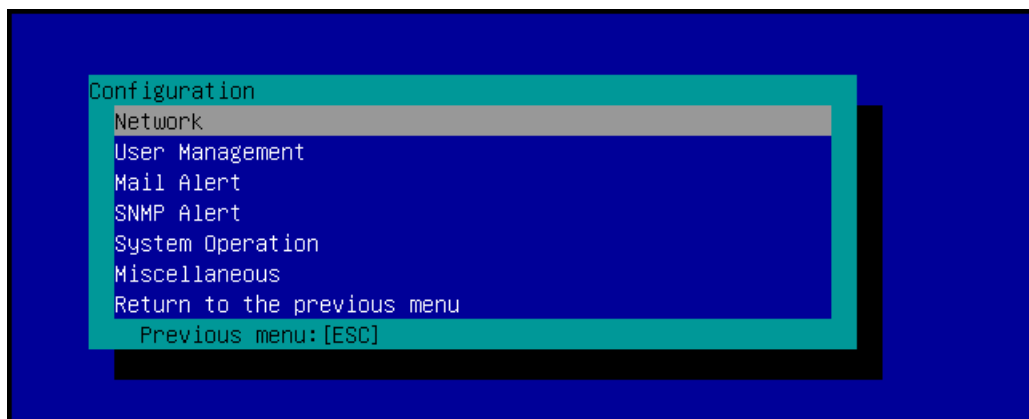 Configuration
Network
User Management
Mail Alert
SNMP Alert
System Operation
Miscellaneous
Return to the previous menu
Previous menu:[ESC]